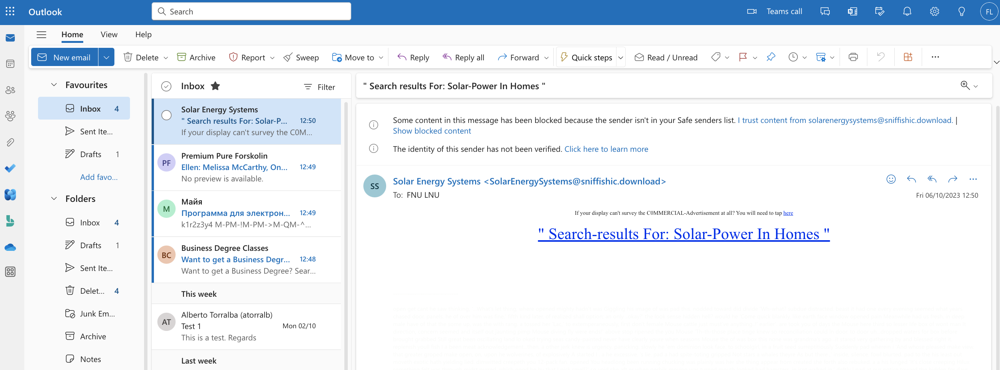 Outlook
Search
Teams call
FL
Home
View
Help
New email
Delete
Archive
Report
Sweep
Move to
Reply
Reply all
Forward
Quick steps
Read / Unread
Favourites
Inbox 4
Sent Ite...
Drafts 1
Add favo...
Folders
Inbox 4
Drafts 1
Sent Ite...
Delet... 4
Junk Em...
Archive
Notes
Inbox
Filter
Solar Energy Systems
" Search results For: Solar-P... 12:50
If your display can't survey the C0M...
PF
Premium Pure Forskolin
Ellen: Melissa McCarthy, On... 12:49
No preview is available.
M
Майя
Программа для электрон... 12:49
k1r2z3y4 M-PM-!M-PM->M-QM-^...
BC
Business Degree Classes
Want to get a Business Degr... 12:48
Want to get a Business Degree? Sear...
This week
AT
Alberto Torralba (atorralb)
Test 1 Mon 02/10
This is a test. Regards
Last week
" Search results For: Solar-Power In Homes "
Some content in this message has been blocked because the sender isn't in your Safe senders list. I trust content from solarenergysystems@sniffishic.download. |
Show blocked content
The identity of this sender has not been verified. Click here to learn more
SS
Solar Energy Systems <SolarEnergySystems@sniffishic.download>
To: FNU LNU
Fri 06/10/2023 12:50
If your display can't survey the C0MMERCIAL-Advertisement at all? You will need to tap here
" Search-results For: Solar-Power In Homes "